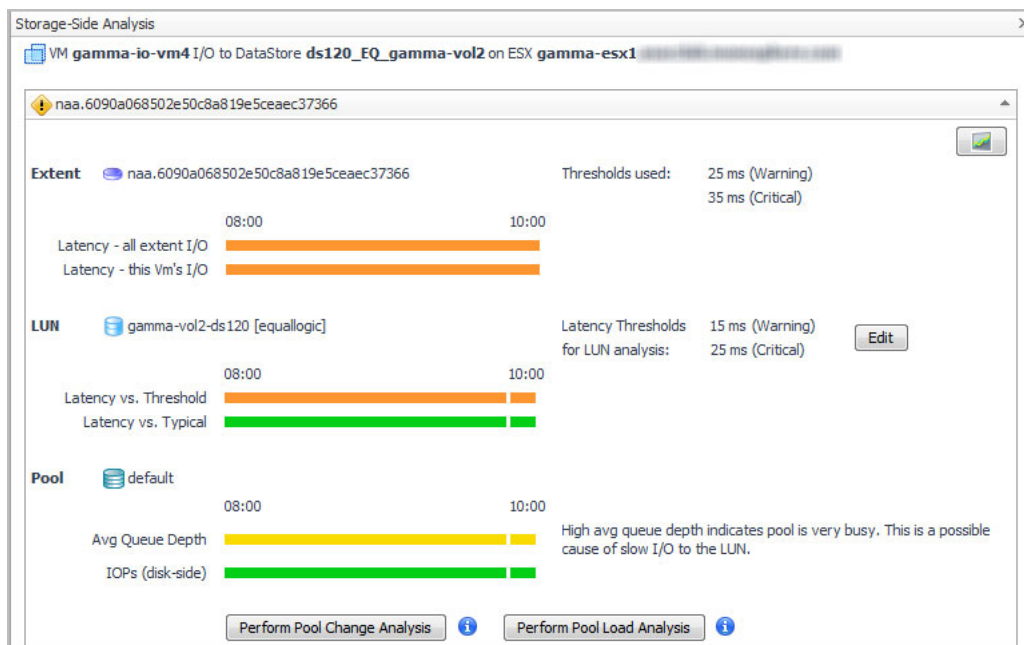 Storage-Side Analysis
VM gamma-io-vm4 I/O to DataStore ds120_EQ_gamma-vol2 on ESX gamma-esx1
naa.6090a068502e50c8a819e5ceaec37366
Extent naa.6090a068502e50c8a819e5ceaec37366 Thresholds used: 25 ms (Warning)
35 ms (Critical)
08:00 10:00
Latency - all extent I/O
Latency - this Vm's I/O
LUN gamma-vol2-ds120 [equallogic] Latency Thresholds 15 ms (Warning)
for LUN analysis: 25 ms (Critical) Edit
08:00 10:00
Latency vs. Threshold
Latency vs. Typical
Pool default
08:00 10:00
Avg Queue Depth High avg queue depth indicates pool is very busy. This is a possible
cause of slow I/O to the LUN.
IOPs (disk-side)
Perform Pool Change Analysis Perform Pool Load Analysis